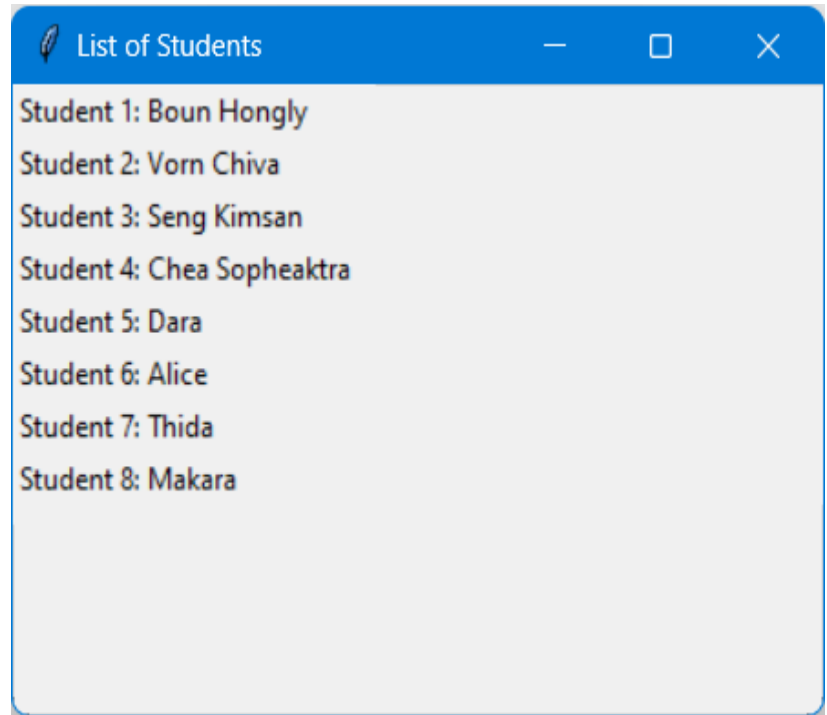 List of Students
Student 1: Boun Hongly
Student 2: Vorn Chiva
Student 3: Seng Kimsan
Student 4: Chea Sopheaktra
Student 5: Dara
Student 6: Alice
Student 7: Thida
Student 8: Makara